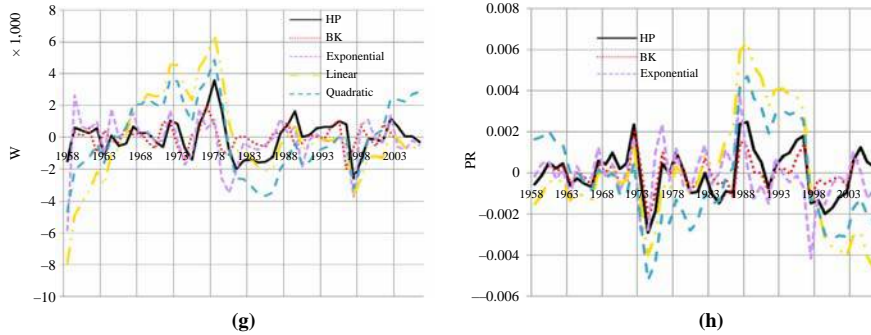 × 1,000
W
8
6
4
2
0
−2
−4
−6
−8
−10
1958 1963 1968 1973 1978 1983 1988 1993 1998 2003
HP
BK
Exponential
Linear
Quadratic
(g)
PR
0.008
0.006
0.004
0.002
0
−0.002
−0.004
—0.006
1958 1963 1968 1973 1978 1983 1988 1993 1998 2003
HP
BK
Exponential
(h)